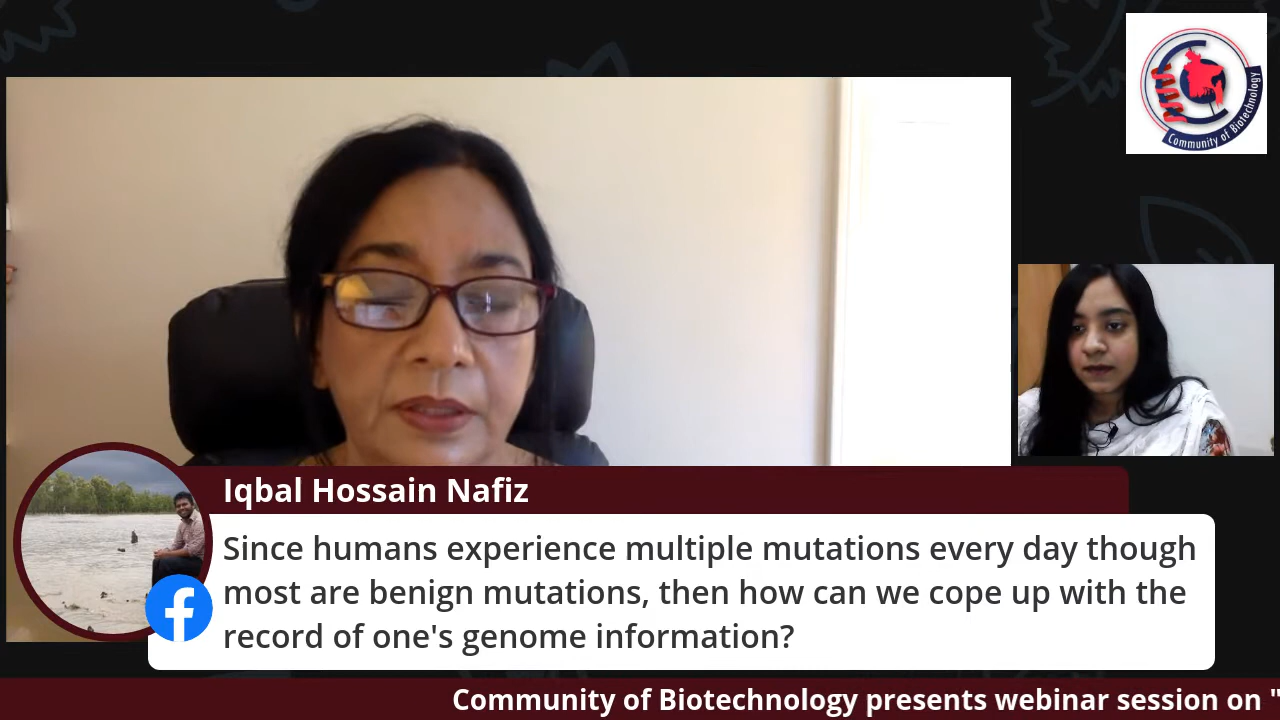 Community of Biotechnology
Iqbal Hossain Nafiz
Since humans experience multiple mutations every day though
most are benign mutations, then how can we cope up with the
record of one's genome information?
Community of Biotechnology presents webinar session on "